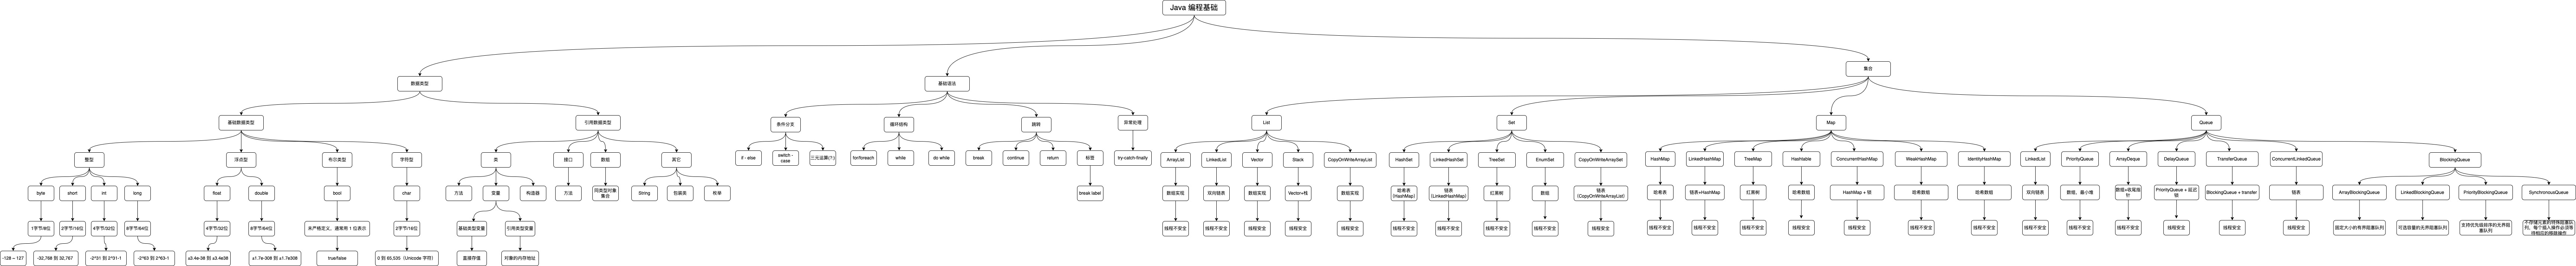 Java 编程基础
数据类型
基础语法
集合
基础数据类型
引用数据类型
条件分支
循环结构
跳转
异常处理
List
Set
Map
Queue
整型
浮点型
布尔类型
字符型
类
接口
数组
其它
if - else
switch -
case
三元运算(?:)
for/foreach
while
do while
break
continue
return
标签
try-catch-finally
ArrayList
LinkedList
Vector
Stack
CopyOnWriteArrayList
HashSet
LinkedHashSet
TreeSet
EnumSet
CopyOnWriteArraySet
HashMap
LinkedHashMap
TreeMap
Hashtable
ConcurrentHashMap
WeakHashMap
IdentityHashMap
LinkedList
PriorityQueue
ArrayDeque
DelayQueue
TransferQueue
ConcurrentLinkedQueue
BlockingQueue
byte
short
int
long
float
double
bool
char
方法
变量
构造器
方法
同类型对象
集合
String
包装类
枚举
break label
数组实现
双向链表
数组实现
Vector+栈
数组实现
哈希表
(HashMap)
链表
(LinkedHashMap)
红黑树
数组
链表
(CopyOnWriteArrayList)
哈希表
链表+HashMap
红黑树
哈希数组
HashMap + 锁
哈希数组
哈希数组
双向链表
数组、最小堆
数组+收尾指
针
PriorityQueue + 延迟
锁
BlockingQueue + transfer
链表
ArrayBlockingQueue
LinkedBlockingQueue
PriorityBlockingQueue
SynchronousQueue
1字节/8位
2字节/16位
4字节/32位
8字节/64位
4字节/32位
8字节/64位
未严格定义，通常用 1 位表示
2字节/16位
基础类型变量
引用类型变量
线程不安全
线程不安全
线程安全
线程安全
线程安全
线程不安全
线程不安全
线程不安全
线程不安全
线程安全
线程不安全
线程不安全
线程不安全
线程安全
线程安全
线程不安全
线程不安全
线程不安全
线程不安全
线程不安全
线程安全
线程安全
线程安全
固定大小的有界阻塞队列
可选容量的无界阻塞队列
支持优先级排序的无界阻
塞队列
不存储元素的特殊阻塞队
列，每个插入操作必须等
待相应的移除操作
-128 ~ 127
-32,768 到 32,767
-2^31 到 2^31-1
-2^63 到 2^63-1
±3.4e-38 到 ±3.4e38
±1.7e-308 到 ±1.7e308
true/false
0 到 65,535（Unicode 字符）
直接存值
对象的内存地址